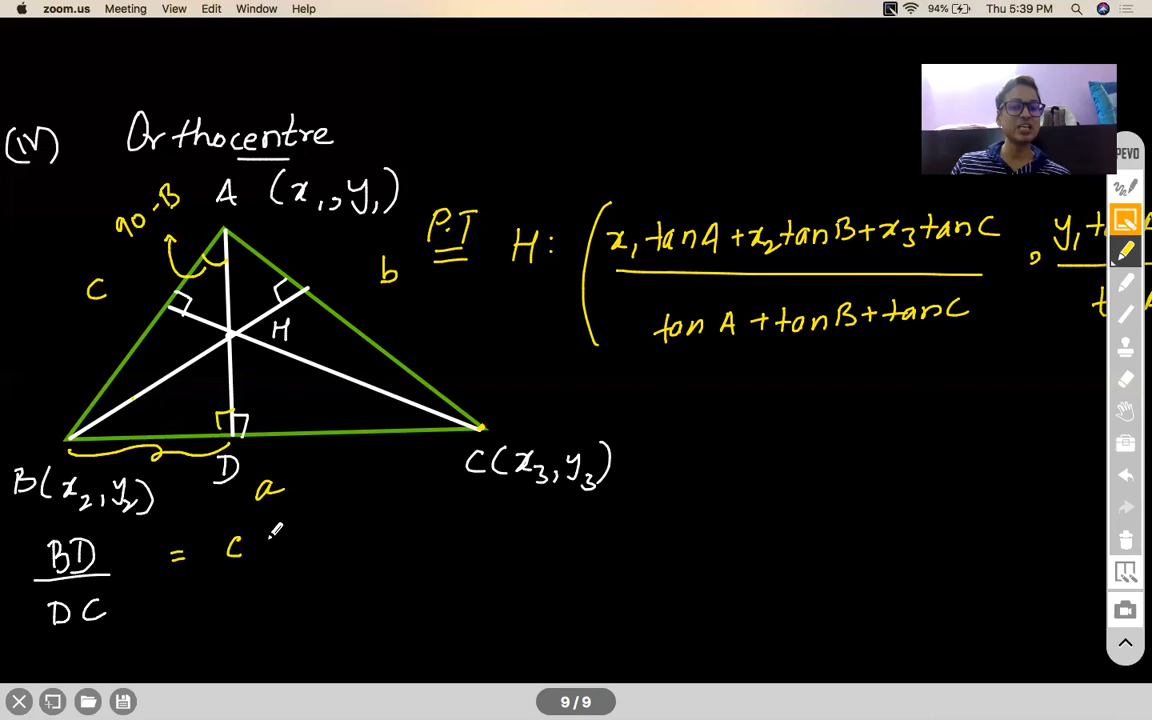 zoom.us Meeting View Edit Window Help
94% Thu 5:39 PM
(IV) Orthocentre
90-B
A (x₁, y₁)
P.T H: ( x₁ tanA + x₂ tanB + x₃ tanC
tan A + tanB + tanC
, y₁ t
c
b
H
B(x₂, y₂)
D
a
C(x₃, y₃)
BD
DC
= c
9 / 9